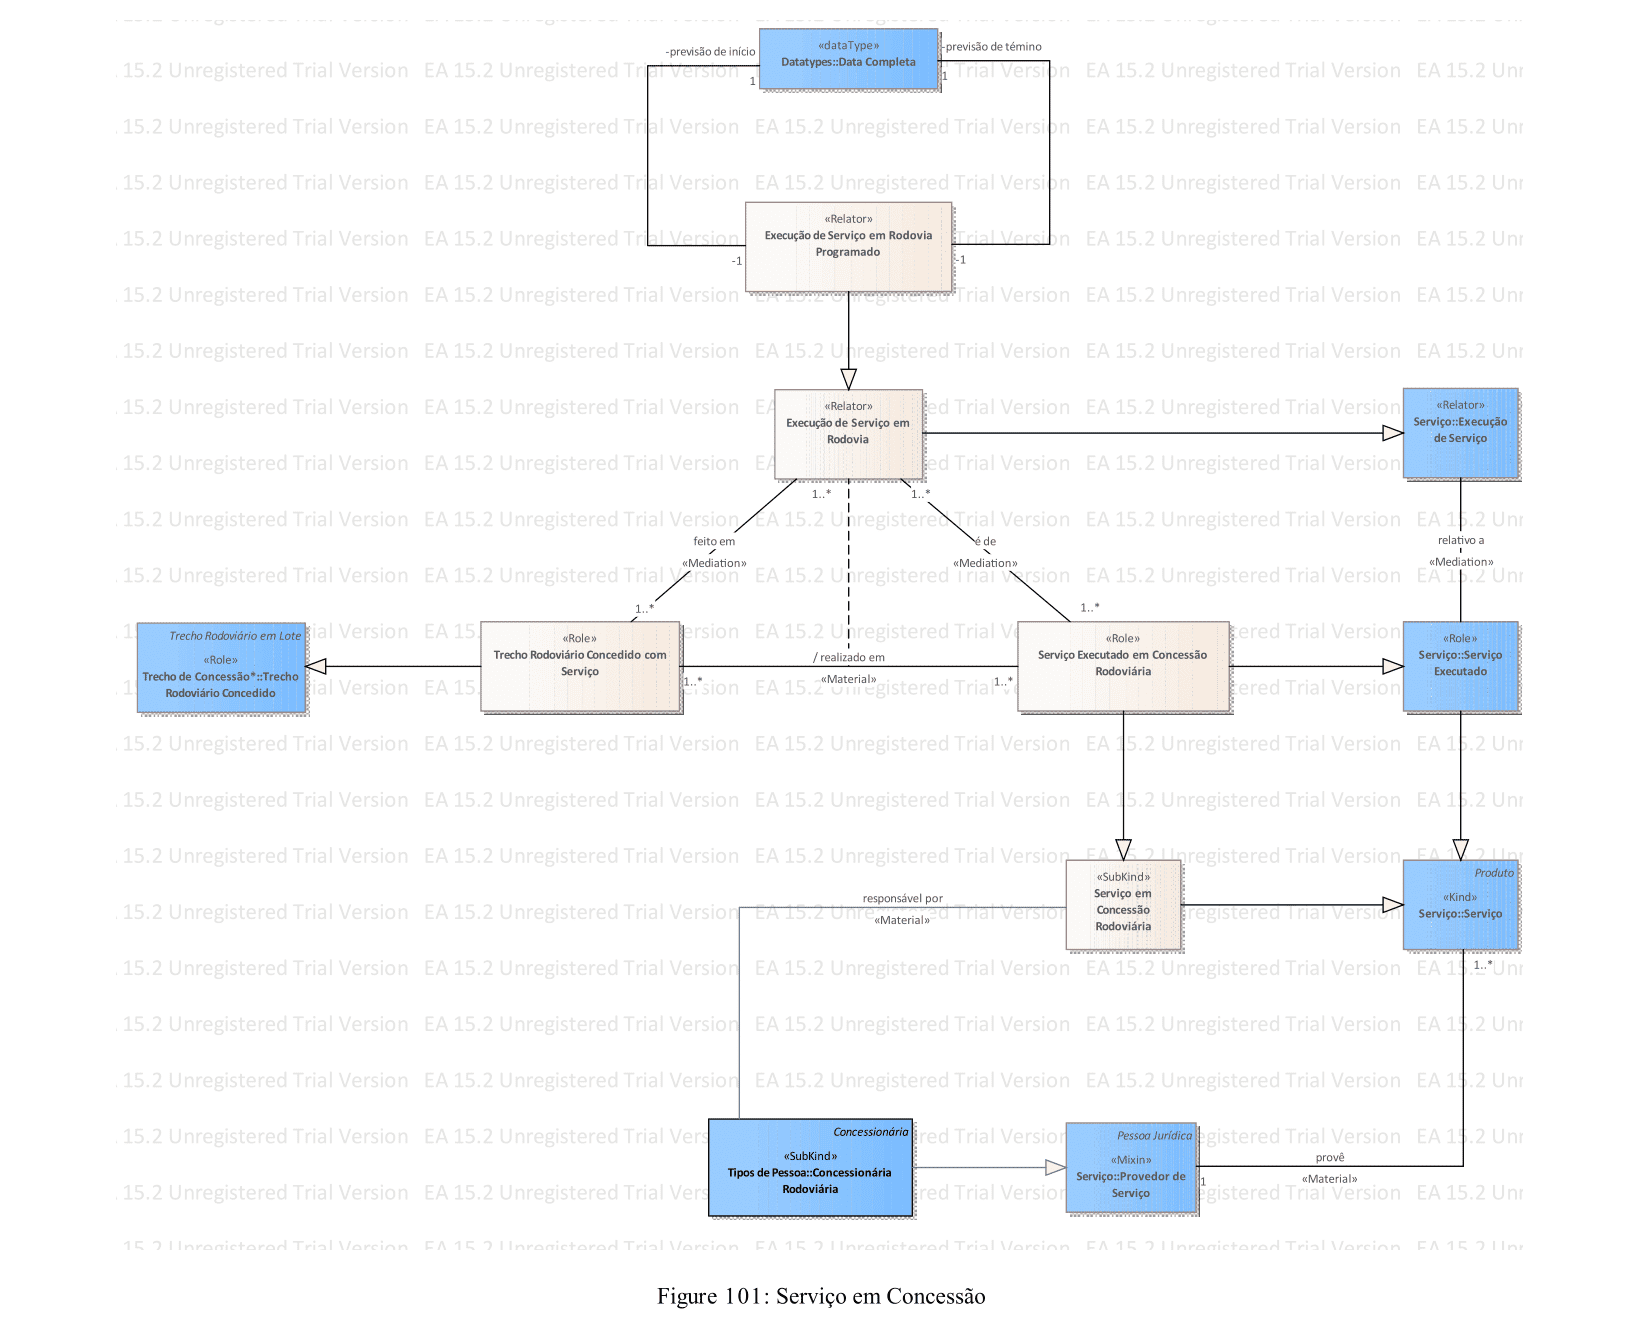 -previsão de início
«dataType»
Datatypes::Data Completa
-previsão de témino
1
1
«Relator»
Execução de Serviço em Rodovia
Programado
-1
-1
«Relator»
Execução de Serviço em
Rodovia
«Relator»
Serviço::Execução
de Serviço
1..*
1..*
feito em
«Mediation»
é de
«Mediation»
relativo a
«Mediation»
1..*
1..*
Trecho Rodoviário em Lote
«Role»
Trecho de Concessão*::Trecho
Rodoviário Concedido
«Role»
Trecho Rodoviário Concedido com
Serviço
/ realizado em
«Material»
1..*
1..*
«Role»
Serviço Executado em Concessão
Rodoviária
«Role»
Serviço::Serviço
Executado
«SubKind»
Serviço em
Concessão
Rodoviária
Produto
«Kind»
Serviço::Serviço
responsável por
«Material»
1..*
Concessionária
«SubKind»
Tipos de Pessoa::Concessionária
Rodoviária
Pessoa Jurídica
«Mixin»
Serviço::Provedor de
Serviço
provê
«Material»
1
EA 15.2 Unregistered Trial Version
Figure 101: Serviço em Concessão